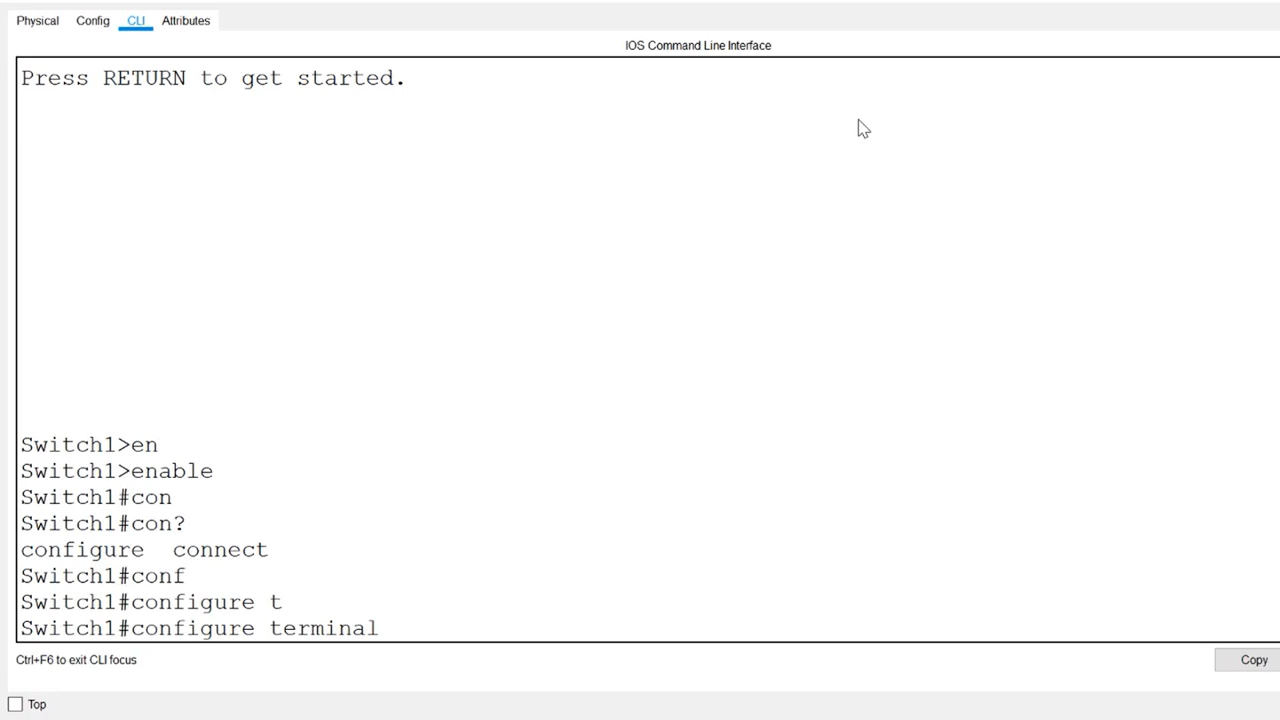 Physical Config CLI Attributes
IOS Command Line Interface
Press RETURN to get started.
Switch1>en
Switch1>enable
Switch1#con
Switch1#con?
configure  connect
Switch1#conf
Switch1#configure t
Switch1#configure terminal
Ctrl+F6 to exit CLI focus
Copy
Top